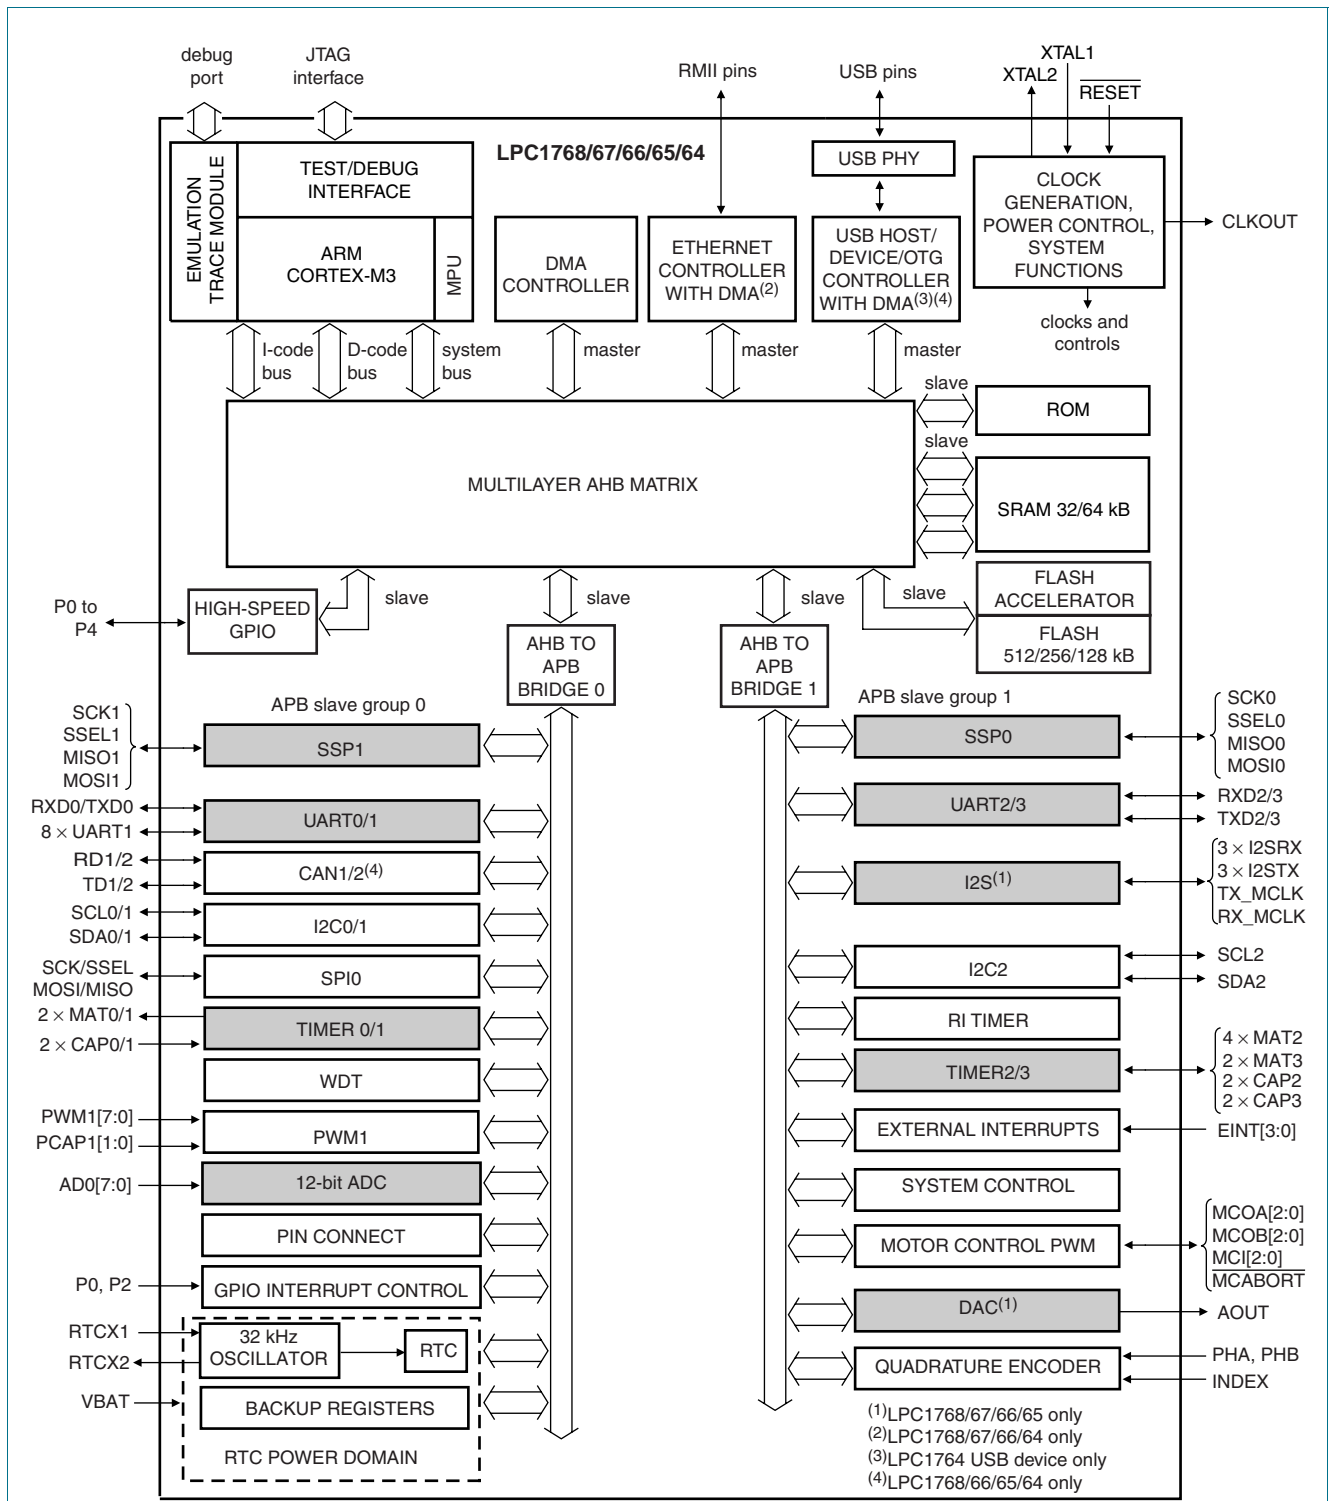 debug
port
JTAG
interface
RMII pins
USB pins
XTAL1
XTAL2
RESET
LPC1768/67/66/65/64
EMULATION
TRACE MODULE
TEST/DEBUG
INTERFACE
ARM
CORTEX-M3
MPU
DMA
CONTROLLER
ETHERNET
CONTROLLER
WITH DMA(2)
USB PHY
USB HOST/
DEVICE/OTG
CONTROLLER
WITH DMA(3)(4)
CLOCK
GENERATION,
POWER CONTROL,
SYSTEM
FUNCTIONS
CLKOUT
clocks and
controls
I-code
bus
D-code
bus
system
bus
master
master
master
slave
ROM
slave
MULTILAYER AHB MATRIX
SRAM 32/64 kB
P0 to
P4
HIGH-SPEED
GPIO
slave
slave
slave
slave
FLASH
ACCELERATOR
FLASH
512/256/128 kB
AHB TO
APB
BRIDGE 0
AHB TO
APB
BRIDGE 1
APB slave group 0
SCK1
SSEL1
MISO1
MOSI1
SSP1
RXD0/TXD0
8 × UART1
UART0/1
RD1/2
TD1/2
CAN1/2(4)
SCL0/1
SDA0/1
I2C0/1
SCK/SSEL
MOSI/MISO
SPI0
2 × MAT0/1
2 × CAP0/1
TIMER 0/1
WDT
PWM1[7:0]
PCAP1[1:0]
PWM1
AD0[7:0]
12-bit ADC
PIN CONNECT
P0, P2
GPIO INTERRUPT CONTROL
RTCX1
RTCX2
32 kHz
OSCILLATOR
RTC
VBAT
BACKUP REGISTERS
RTC POWER DOMAIN
APB slave group 1
SSP0
SCK0
SSEL0
MISO0
MOSI0
UART2/3
RXD2/3
TXD2/3
I2S(1)
3 × I2SRX
3 × I2STX
TX_MCLK
RX_MCLK
I2C2
SCL2
SDA2
RI TIMER
TIMER2/3
4 × MAT2
2 × MAT3
2 × CAP2
2 × CAP3
EXTERNAL INTERRUPTS
EINT[3:0]
SYSTEM CONTROL
MOTOR CONTROL PWM
MCOA[2:0]
MCOB[2:0]
MCI[2:0]
MCABORT
DAC(1)
AOUT
QUADRATURE ENCODER
PHA, PHB
INDEX
(1)LPC1768/67/66/65 only
(2)LPC1768/67/66/64 only
(3)LPC1764 USB device only
(4)LPC1768/66/65/64 only